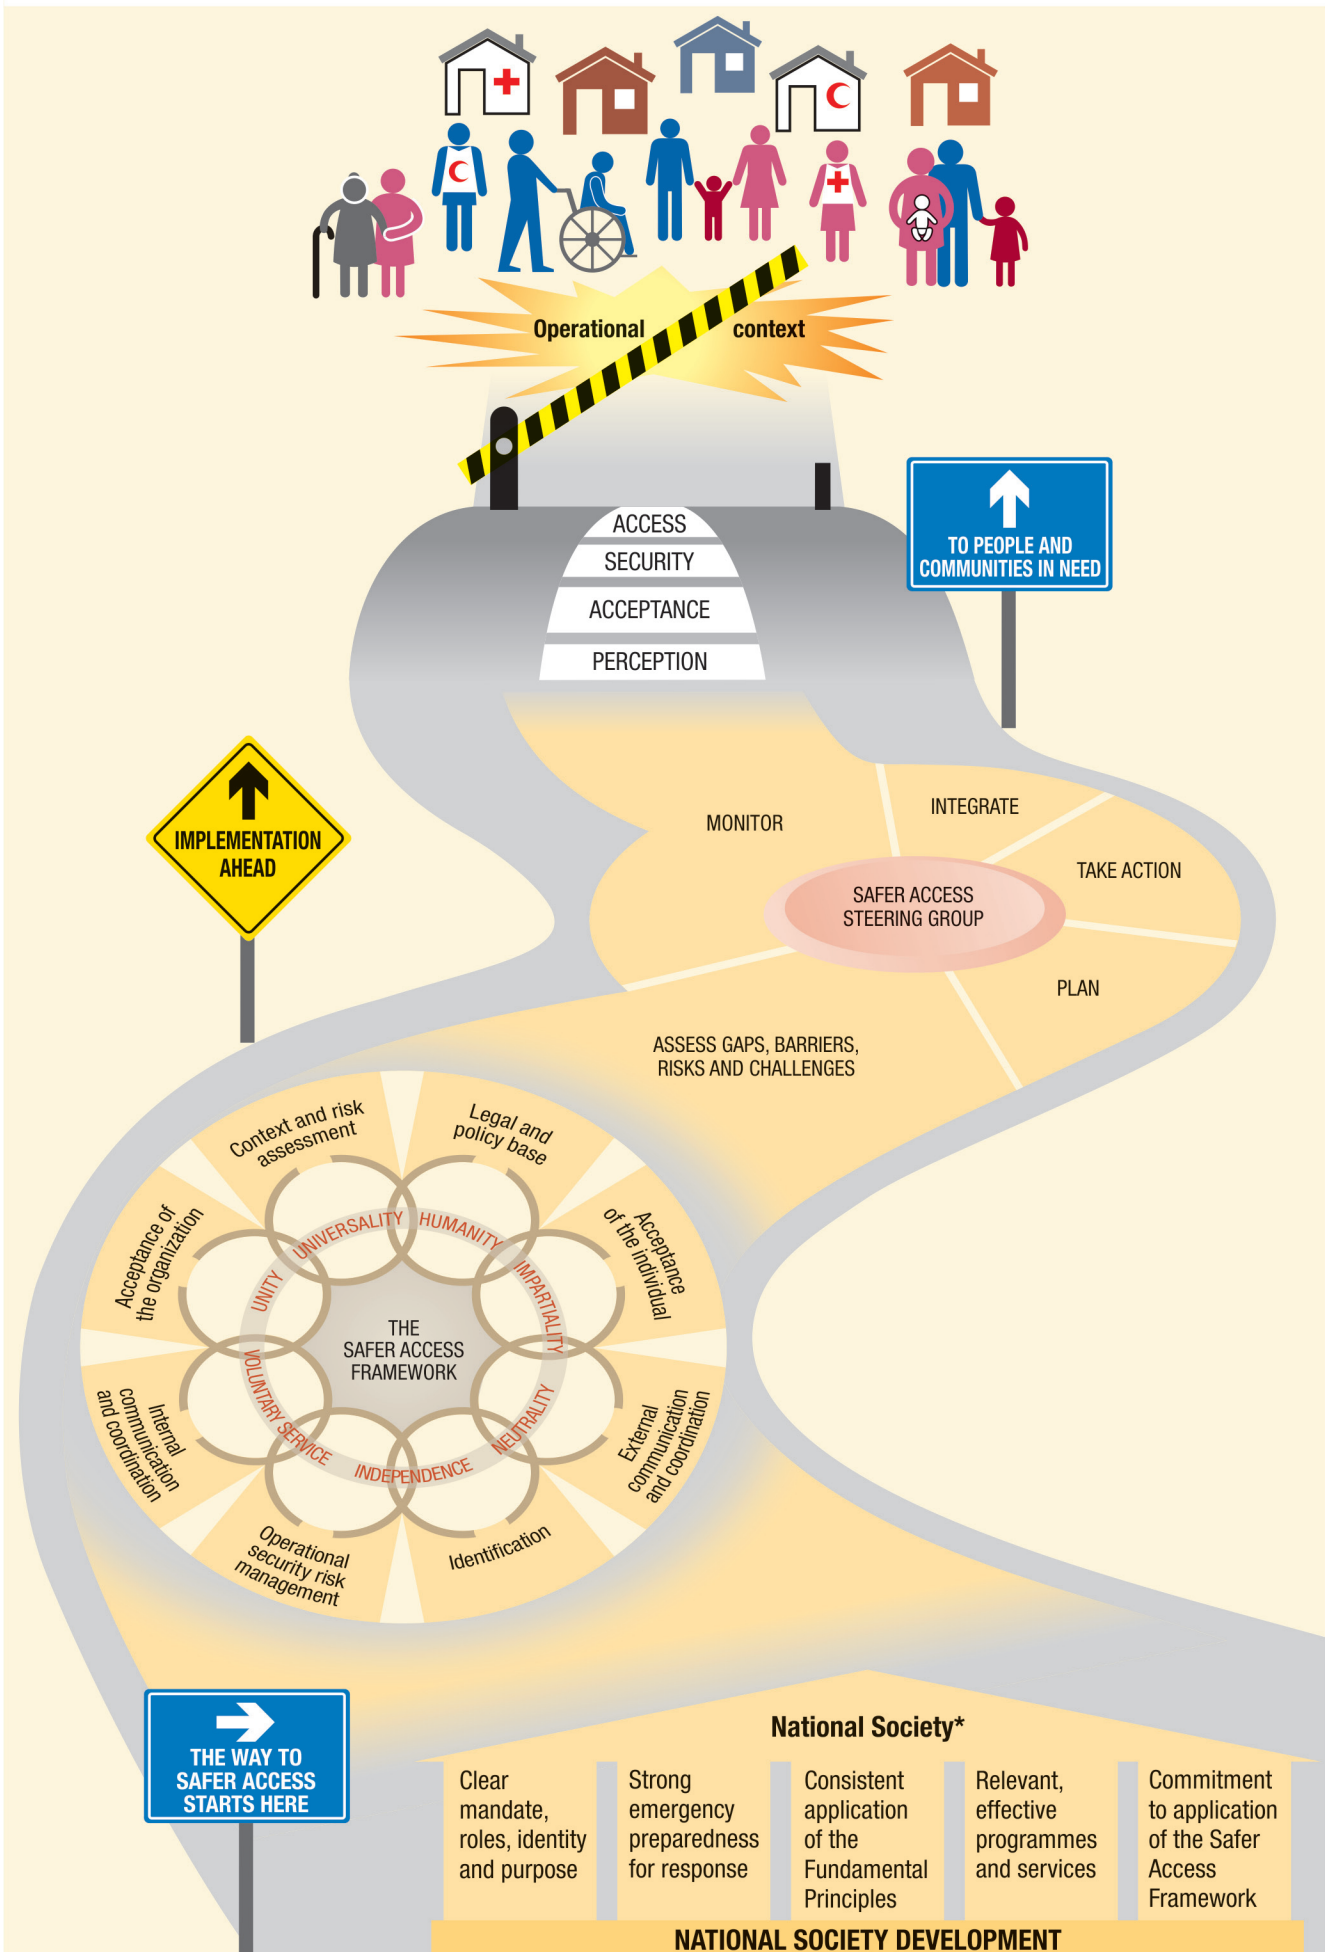 Operational context
ACCESS
SECURITY
ACCEPTANCE
PERCEPTION
TO PEOPLE AND
COMMUNITIES IN NEED
IMPLEMENTATION
AHEAD
MONITOR
INTEGRATE
TAKE ACTION
SAFER ACCESS
STEERING GROUP
PLAN
ASSESS GAPS, BARRIERS,
RISKS AND CHALLENGES
Context and risk
assessment
Legal and
policy base
Acceptance of
the organization
Acceptance
of the individual
UNITY
UNIVERSALITY
HUMANITY
IMPARTIALITY
THE
SAFER ACCESS
FRAMEWORK
VOLUNTARY SERVICE
INDEPENDENCE
NEUTRALITY
Internal
communication
and coordination
External
communication
and coordination
Operational
security risk
management
Identification
THE WAY TO
SAFER ACCESS
STARTS HERE
National Society*
Clear
mandate,
roles, identity
and purpose
Strong
emergency
preparedness
for response
Consistent
application
of the
Fundamental
Principles
Relevant,
effective
programmes
and services
Commitment
to application
of the Safer
Access
Framework
NATIONAL SOCIETY DEVELOPMENT